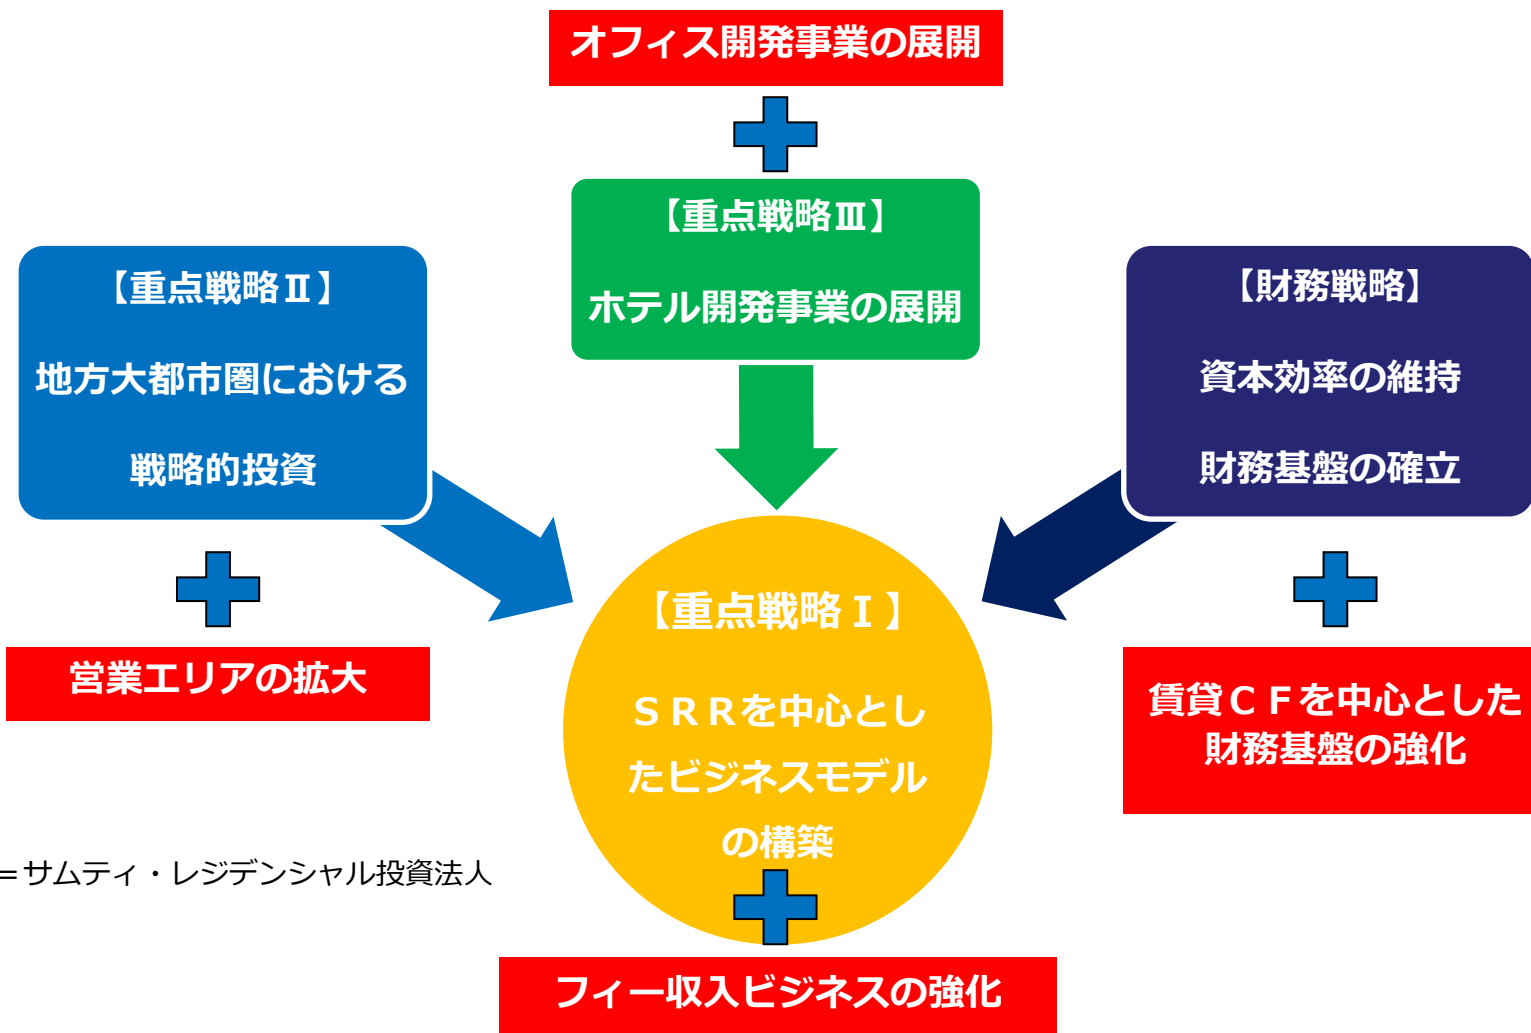 オフィス開発事業の展開
【重点戦略Ⅲ】
ホテル開発事業の展開
【重点戦略Ⅱ】
地方大都市圏における
戦略的投資
【財務戦略】
資本効率の維持
財務基盤の確立
営業エリアの拡大
【重点戦略Ⅰ】
ＳＲＲを中心とし
たビジネスモデル
の構築
賃貸ＣＦを中心とした
財務基盤の強化
＝サムティ・レジデンシャル投資法人
フィー収入ビジネスの強化